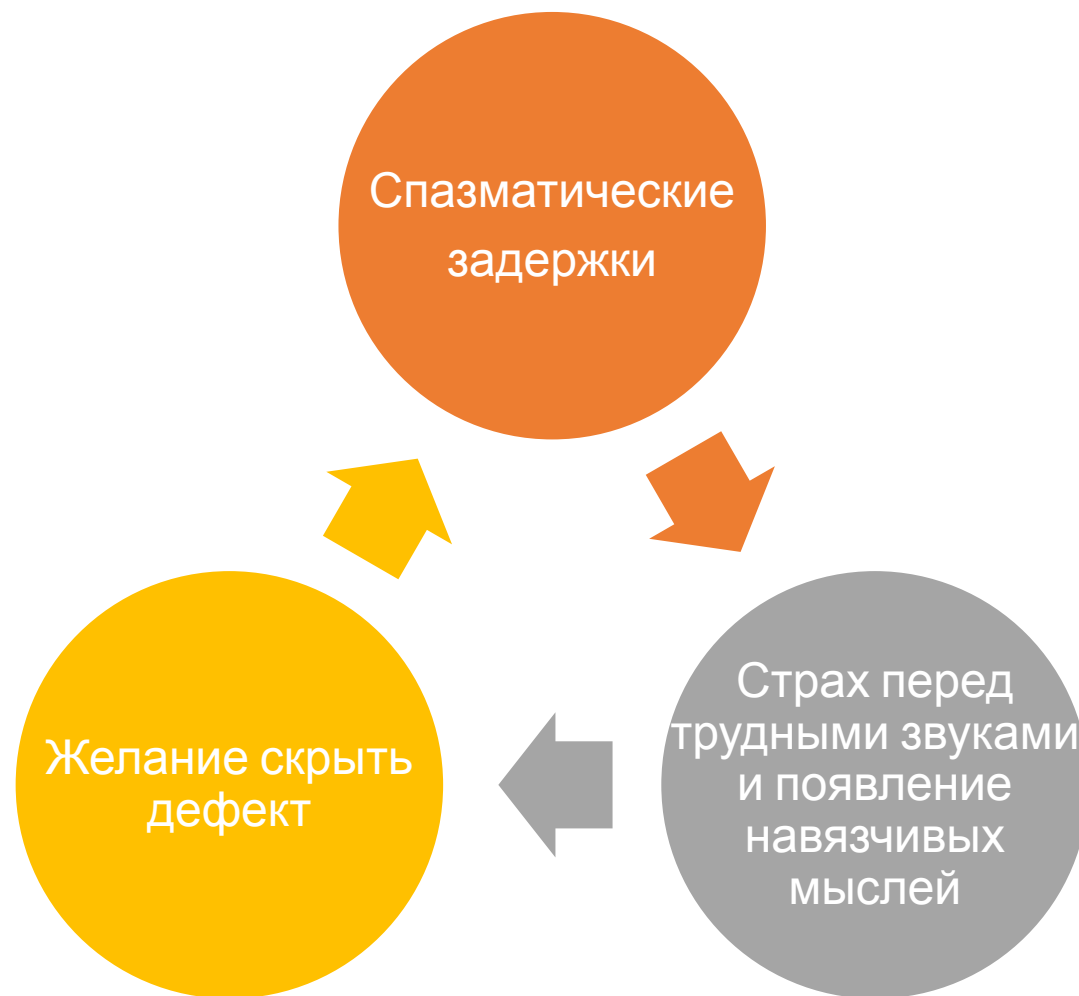 Спазматические
задержки
Желание скрыть
дефект
Страх перед
трудными звуками
и появление
навязчивых
мыслей